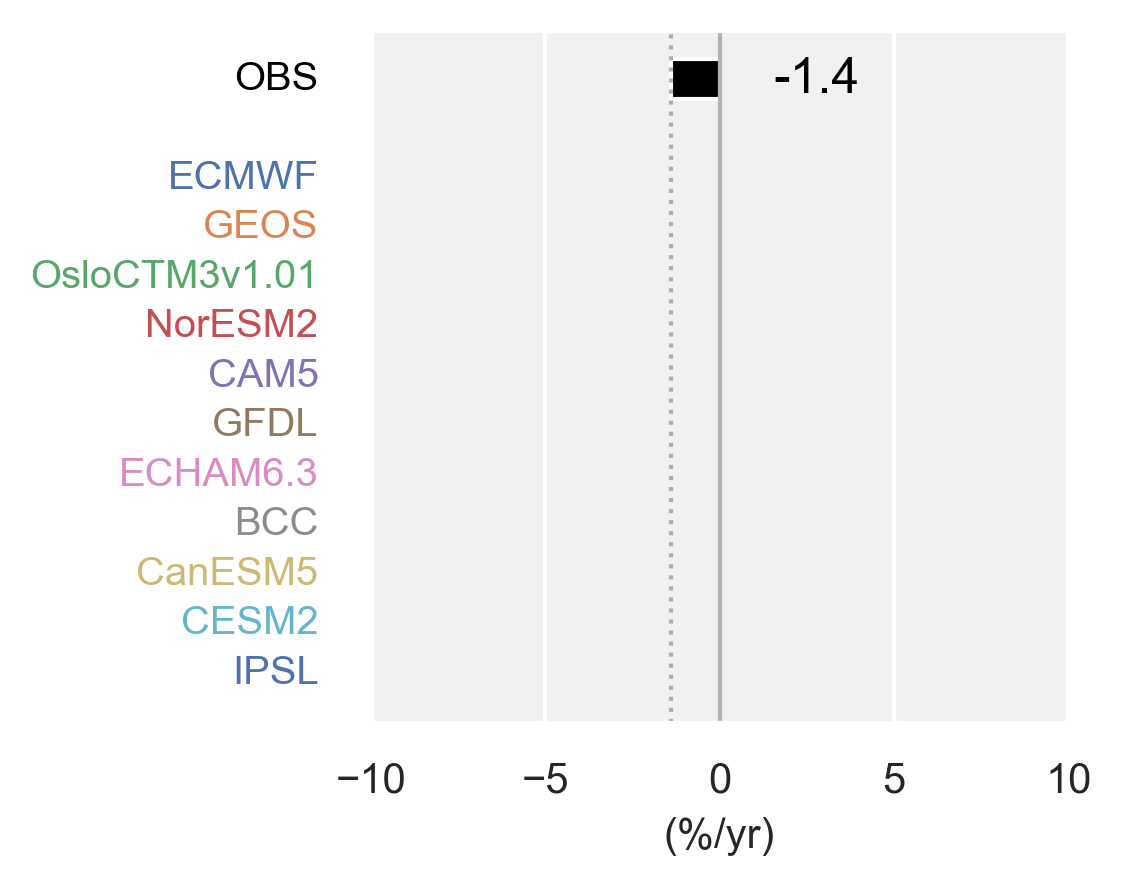 OBS -1.4
ECMWF
GEOS
OsloCTM3v1.01
NorESM2
CAM5
GFDL
ECHAM6.3
BCC
CanESM5
CESM2
IPSL
−10 −5 0 5 10
(%/yr)